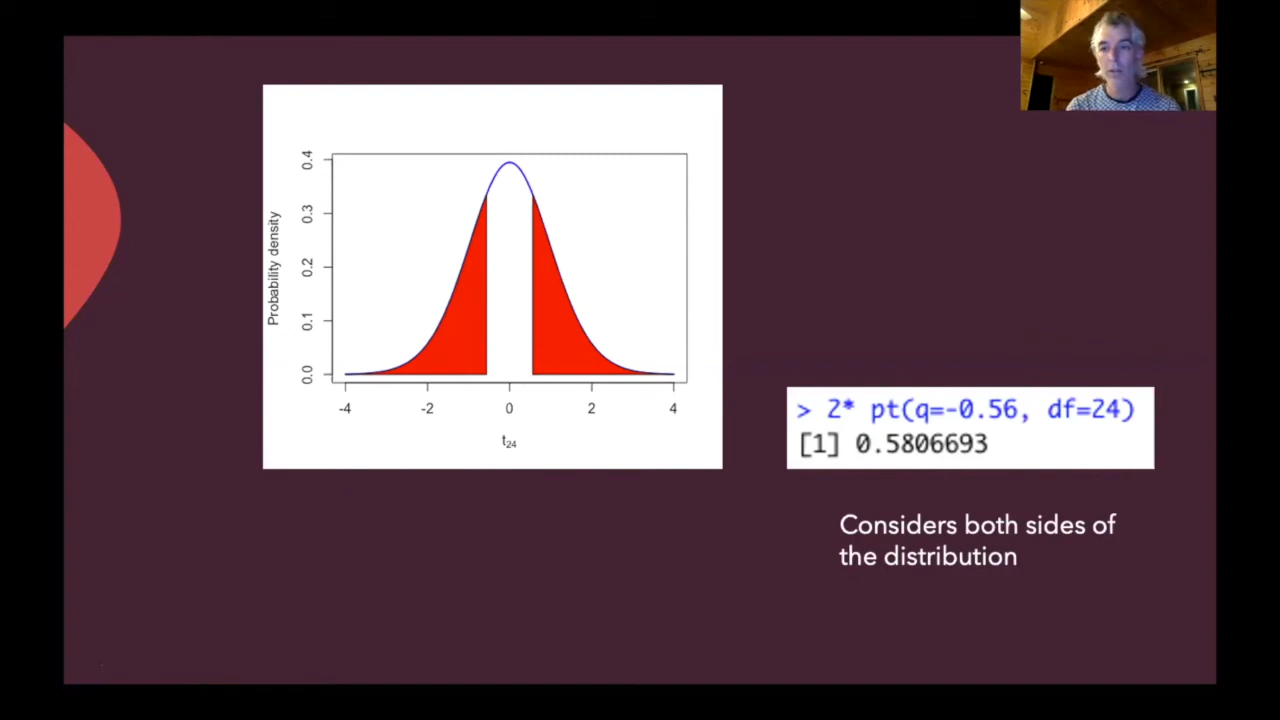 Probability density
0.0 0.1 0.2 0.3 0.4
-4 -2 0 2 4
t24
> 2* pt(q=-0.56, df=24)
[1] 0.5806693
Considers both sides of
the distribution